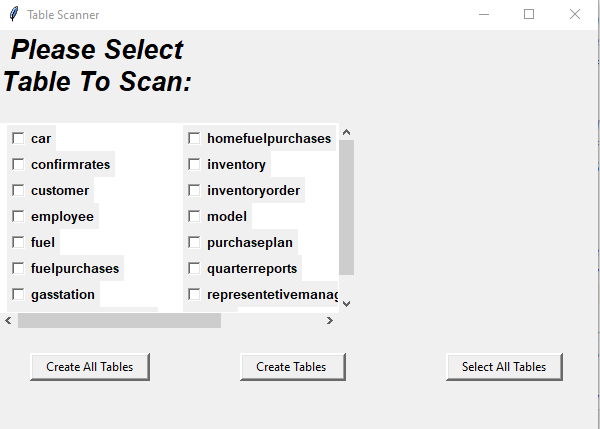 Table Scanner
Please Select
Table To Scan:
car
homefuelpurchases
confirmrates
inventory
customer
inventoryorder
employee
model
fuel
purchaseplan
fuelpurchases
quarterreports
gasstation
representetivemanag
Create All Tables
Create Tables
Select All Tables